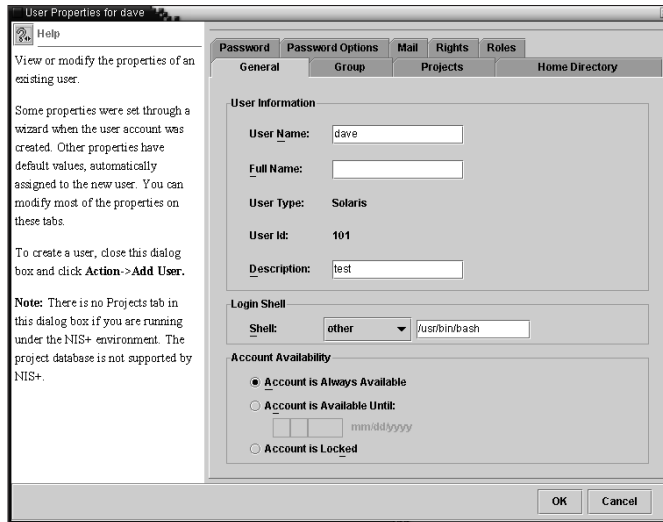 User Properties for dave
Help
View or modify the properties of an
existing user.
Some properties were set through a
wizard when the user account was
created. Other properties have
default values, automatically
assigned to the new user. You can
modify most of the properties on
these tabs.
To create a user, close this dialog
box and click Action->Add User.
Note: There is no Projects tab in
this dialog box if you are running
under the NIS+ environment. The
project database is not supported by
NIS+.
Password Password Options Mail Rights Roles
General Group Projects Home Directory
User Information
User Name: dave
Full Name:
User Type: Solaris
User Id: 101
Description: test
Login Shell
Shell: other /usr/bin/bash
Account Availability
Account is Always Available
Account is Available Until:
mm/dd/yyyy
Account is Locked
OK Cancel